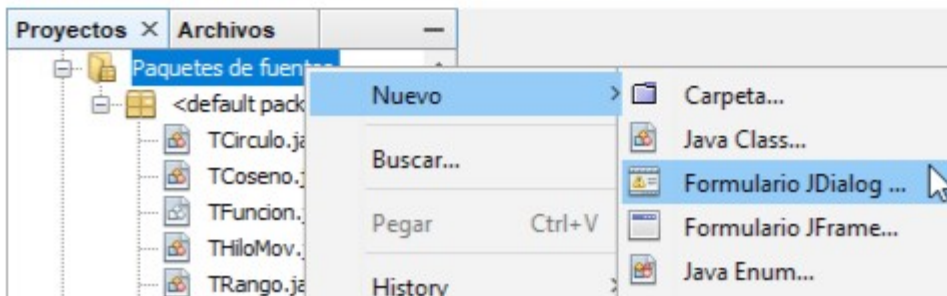 Proyectos × Archivos
Paquetes de fuent
<default pack
TCirculo.ja
TCoseno.j
TFuncion.
THiloMov.j
TRango.ja
Nuevo
Buscar...
Pegar Ctrl+V
History
Carpeta...
Java Class...
Formulario JDialog ...
Formulario JFrame...
Java Enum...